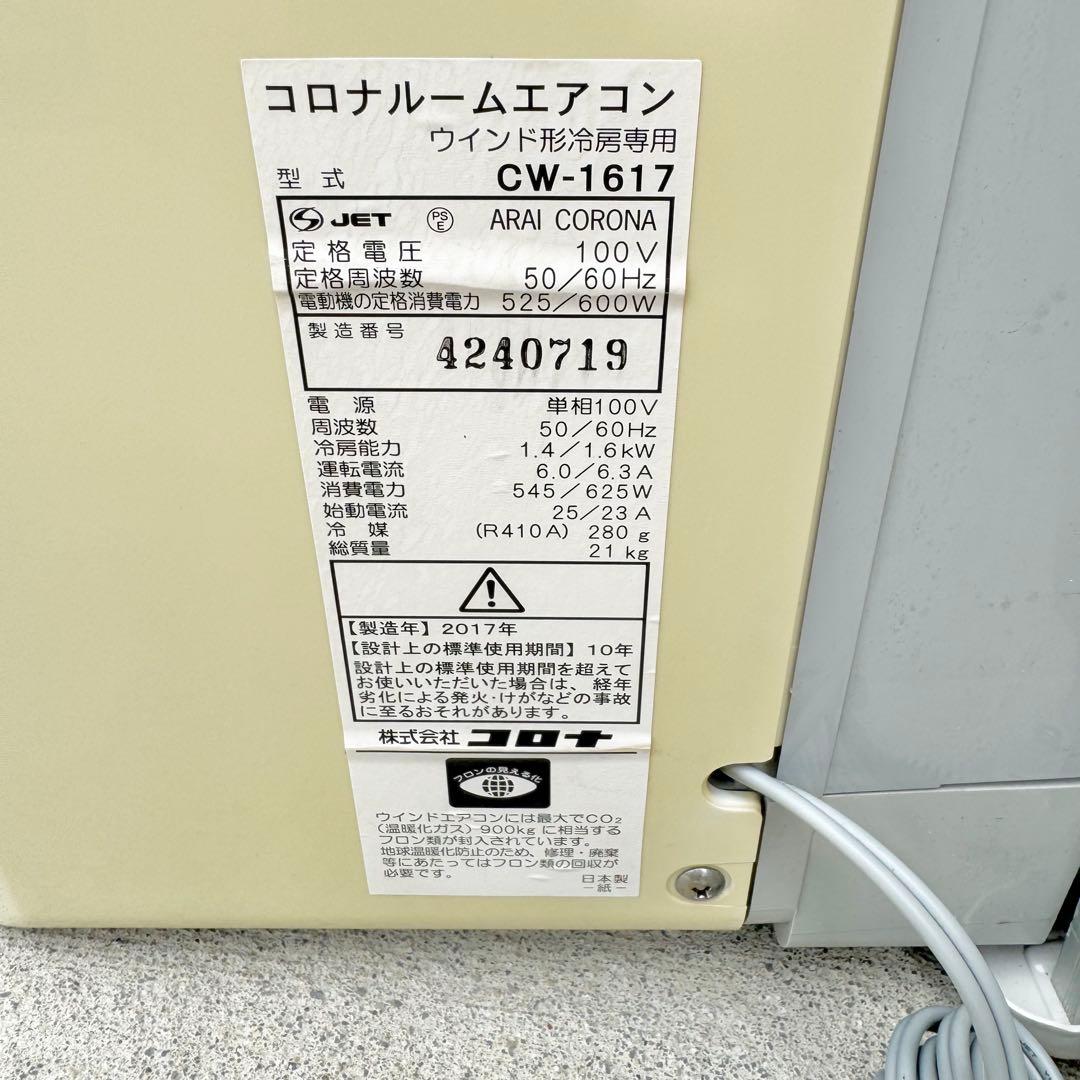 コロナルームエアコン
ウインド形冷房専用
型式 CW-1617
JET PSE ARAI CORONA
定格電圧 100V
定格周波数 50/60Hz
電動機の定格消費電力 525/600W
製造番号 4240719
電源 単相100V
周波数 50/60Hz
冷房能力 1.4/1.6kW
運転電流 6.0/6.3A
消費電力 545/625W
始動電流 25/23A
冷媒 (R410A) 280g
総質量 21kg
【製造年】2017年
【設計上の標準使用期間】10年
設計上の標準使用期間を超えて
お使いいただいた場合は、経年
劣化による発火・けがなどの事故
に至るおそれがあります。
株式会社 コロナ
フロンの見える化
ウインドエアコンには最大でCO₂
(温暖化ガス) 900kgに相当する
フロン類が封入されています。
地球温暖化防止のため、修理・廃棄
等にあたってはフロン類の回収が
必要です。
日本製
-紙-